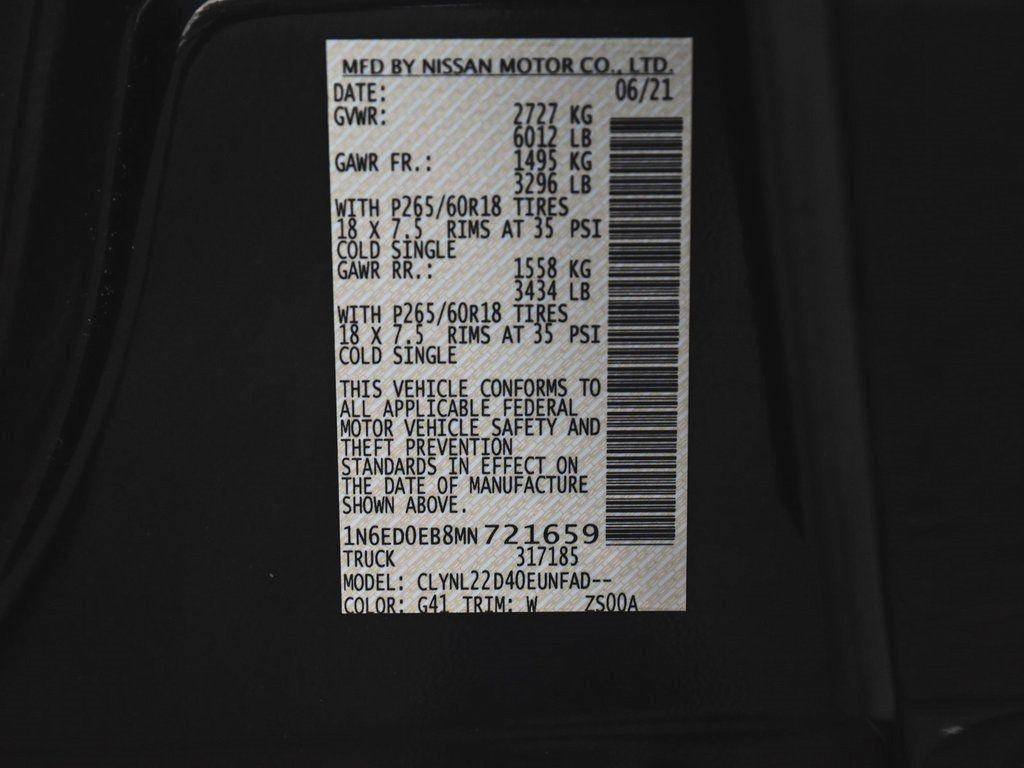 MFD BY NISSAN MOTOR CO., LTD.
DATE: 06/21
GVWR: 2727 KG
6012 LB
GAWR FR.: 1495 KG
3296 LB
WITH P265/60R18 TIRES
18 X 7.5 RIMS AT 35 PSI
COLD SINGLE
GAWR RR.: 1558 KG
3434 LB
WITH P265/60R18 TIRES
18 X 7.5 RIMS AT 35 PSI
COLD SINGLE
THIS VEHICLE CONFORMS TO
ALL APPLICABLE FEDERAL
MOTOR VEHICLE SAFETY AND
THEFT PREVENTION
STANDARDS IN EFFECT ON
THE DATE OF MANUFACTURE
SHOWN ABOVE.
1N6ED0EB8MN 721659
TRUCK 317185
MODEL: CLYNL22D40EUNFAD--
COLOR: G41 TRIM: W ZS00A